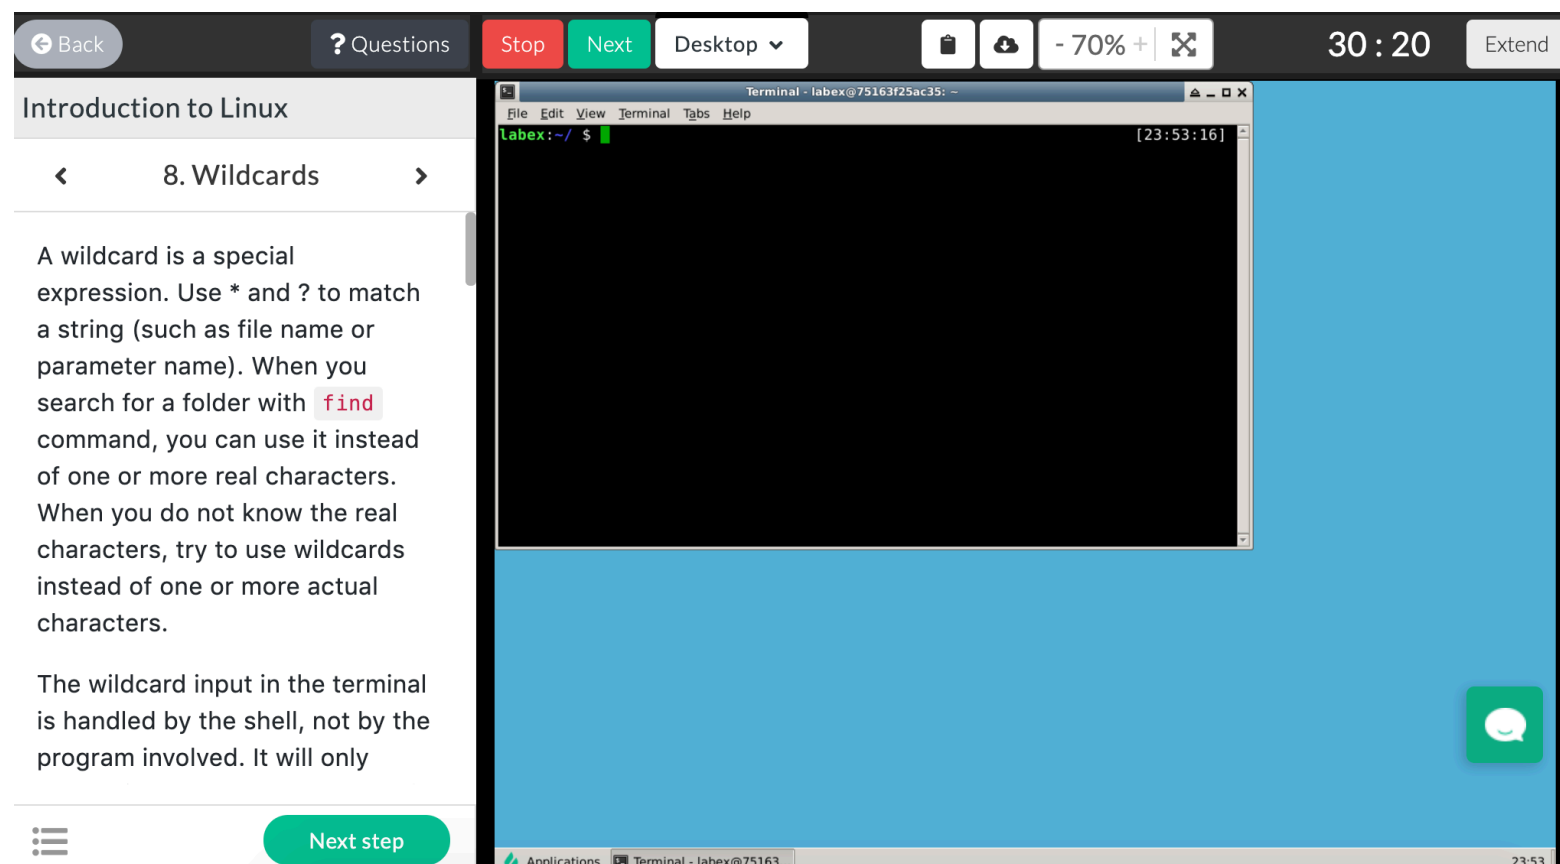 Back
? Questions
Stop
Next
Desktop
- 70% +
30 : 20
Extend
Introduction to Linux
8. Wildcards
A wildcard is a special
expression. Use * and ? to match
a string (such as file name or
parameter name). When you
search for a folder with find
command, you can use it instead
of one or more real characters.
When you do not know the real
characters, try to use wildcards
instead of one or more actual
characters.
The wildcard input in the terminal
is handled by the shell, not by the
program involved. It will only
Next step
Terminal - labex@75163f25ac35: ~
File Edit View Terminal Tabs Help
labex:~/ $ [23:53:16]
Applications
Terminal - labex@75163...
23:53